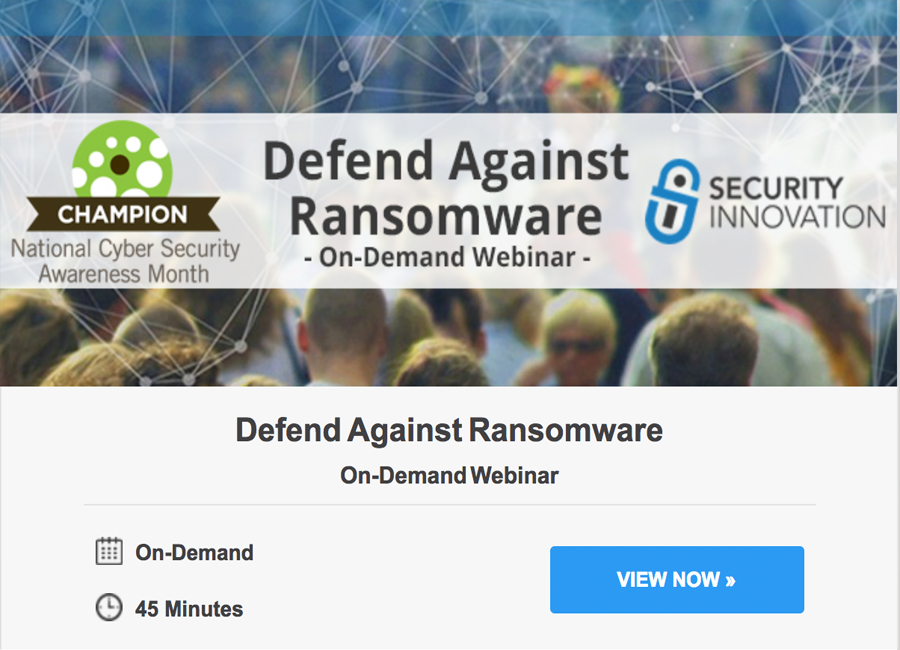 CHAMPION
National Cyber Security
Awareness Month
Defend Against
Ransomware
- On-Demand Webinar -
SECURITY
INNOVATION
Defend Against Ransomware
On-Demand Webinar
On-Demand
45 Minutes
VIEW NOW »